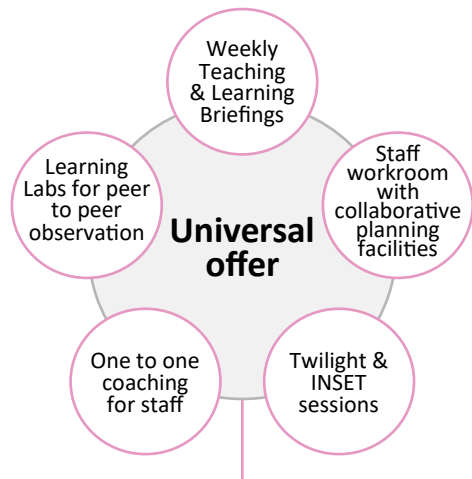 Weekly
Teaching
& Learning
Briefings
Learning
Labs for peer
to peer
observation
Staff
workroom
with
collaborative
planning
facilities
Universal
offer
One to one
coaching
for staff
Twilight &
INSET
sessions